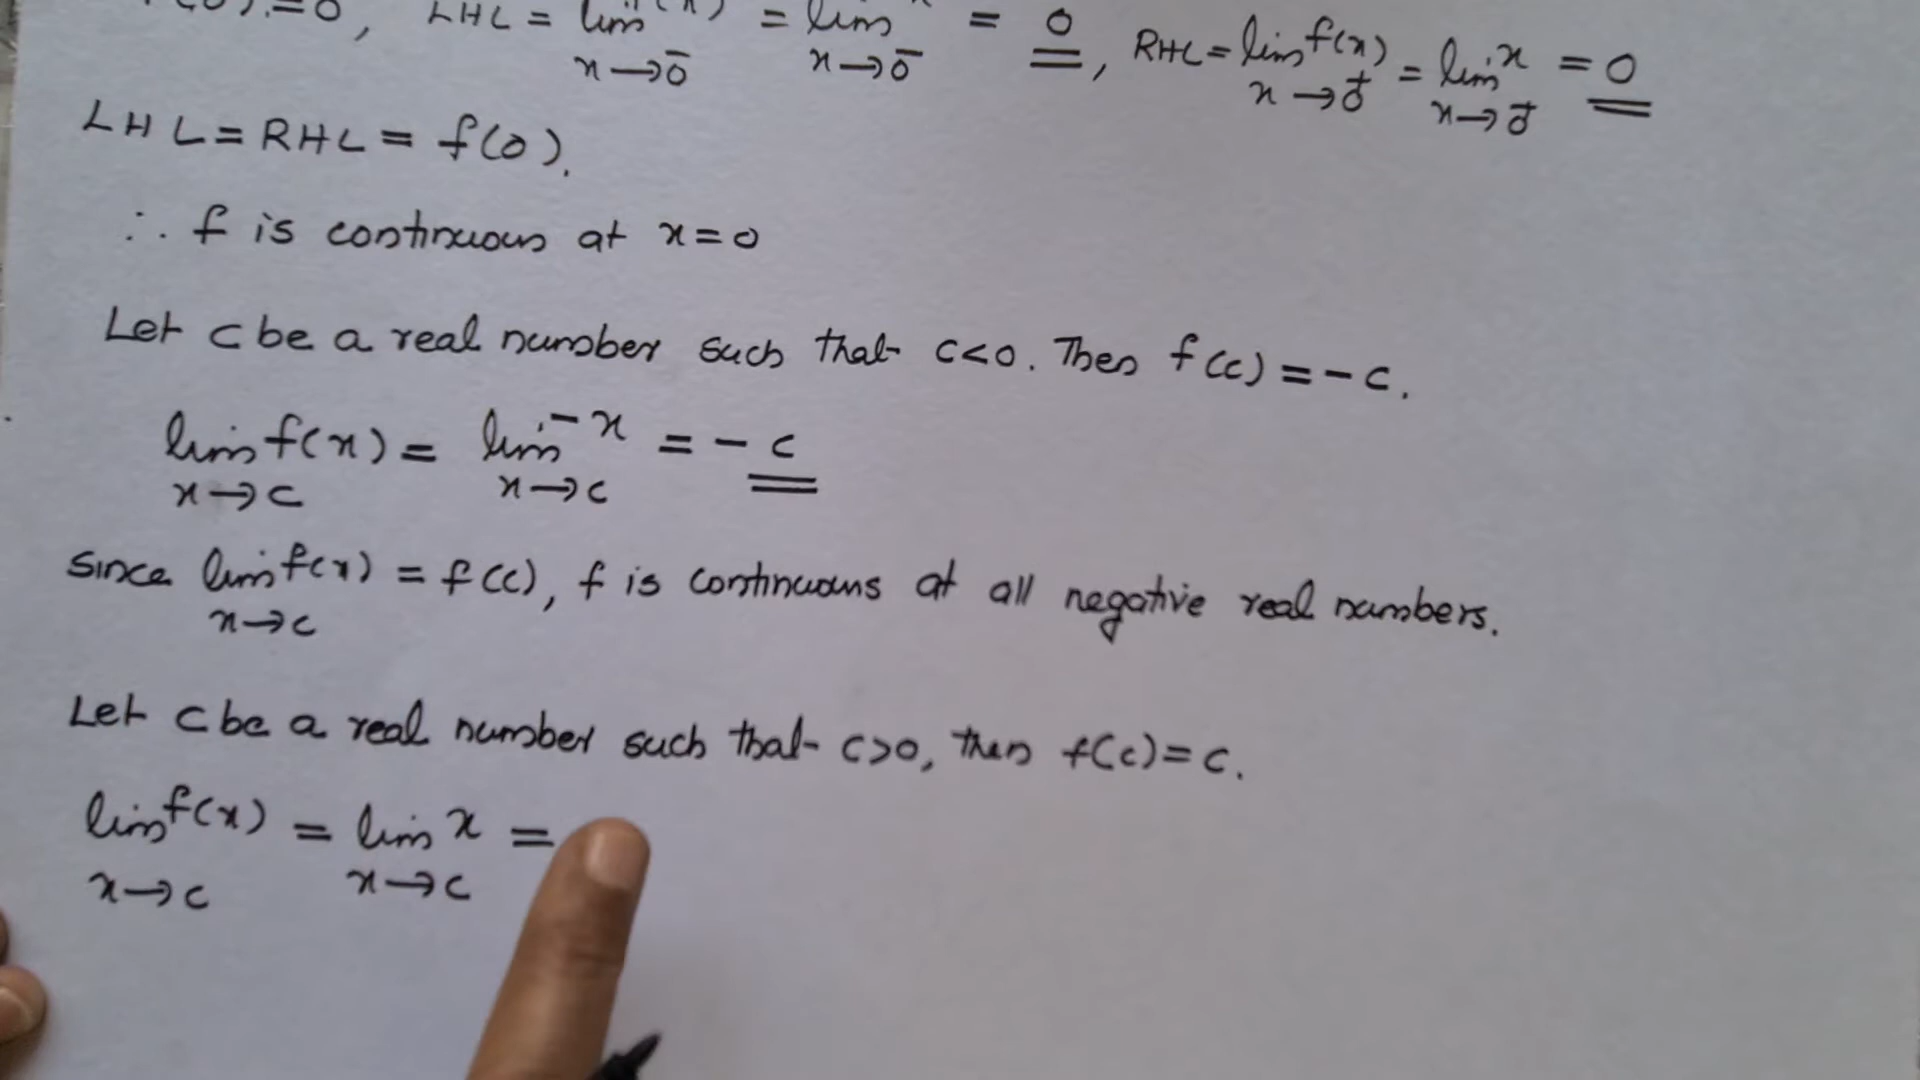 LHL = lim = lim = 0, RHL = lim f(x) = lim x = 0
x→0⁻ x→0⁻ x→0⁺ x→0⁺
LHL = RHL = f(0).
∴ f is continuous at x=0
Let c be a real number such that c<0. Then f(c) = -c.
lim f(x) = lim -x = -c
x→c x→c
Since lim f(x) = f(c), f is continuous at all negative real numbers.
x→c
Let c be a real number such that c>0, then f(c)=c.
lim f(x) = lim x =
x→c x→c